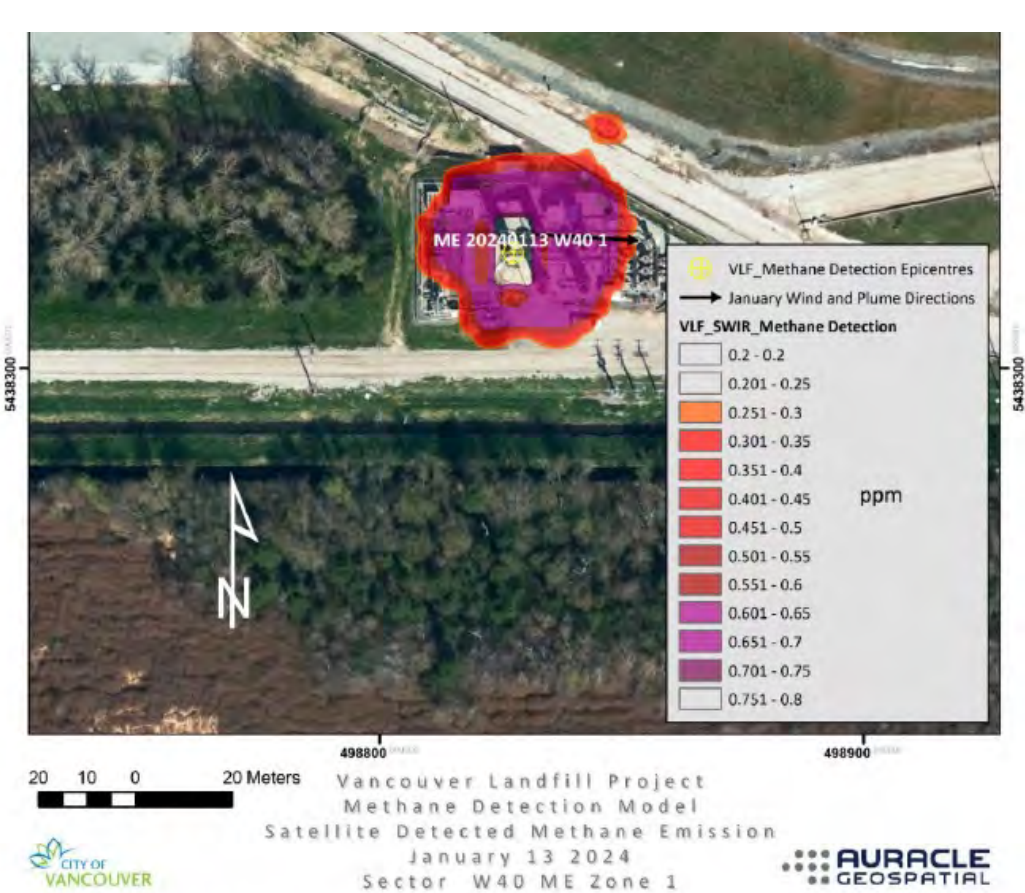 ME 20240113 W40 1
VLF_Methane Detection Epicentres
January Wind and Plume Directions
VLF_SWIR_Methane Detection
0.2 - 0.2
0.201 - 0.25
0.251 - 0.3
0.301 - 0.35
0.351 - 0.4
0.401 - 0.45
0.451 - 0.5
0.501 - 0.55
0.551 - 0.6
0.601 - 0.65
0.651 - 0.7
0.701 - 0.75
0.751 - 0.8
ppm
5438300
5438300
N
498800
498900
20 10 0 20 Meters
Vancouver Landfill Project
Methane Detection Model
Satellite Detected Methane Emission
January 13 2024
Sector W40 ME Zone 1
CITY OF
VANCOUVER
AURACLE
GEOSPATIAL